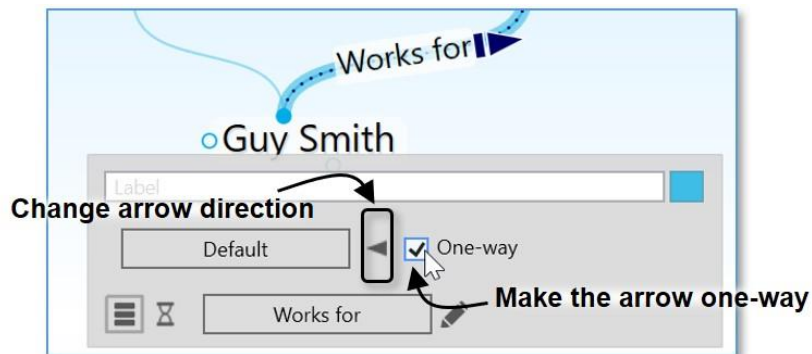 Works for
Guy Smith
Label
Change arrow direction
Default
One-way
Works for
Make the arrow one-way